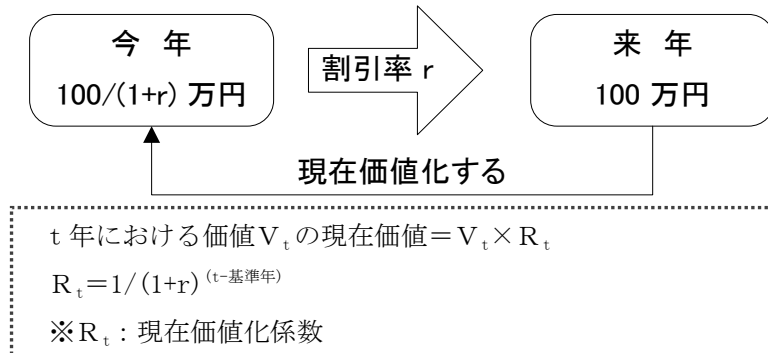 今 年
100/(1+r) 万円
割引率 r
来 年
100 万円
現在価値化する
t 年における価値Vₜの現在価値=Vₜ×Rₜ
Rₜ=1/(1+r)^(t-基準年)
※Rₜ:現在価値化係数